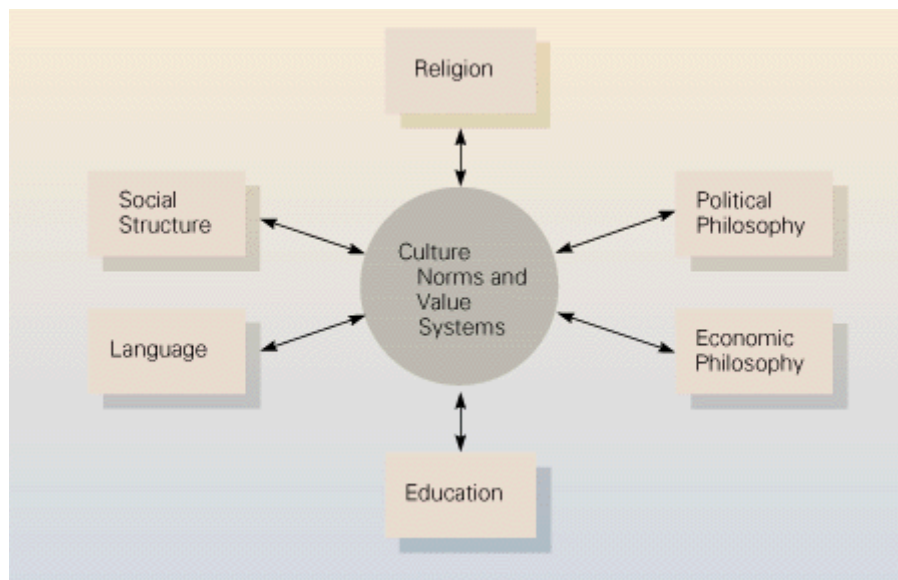 Religion
Social
Structure
Political
Philosophy
Culture
Norms and
Value
Systems
Language
Economic
Philosophy
Education